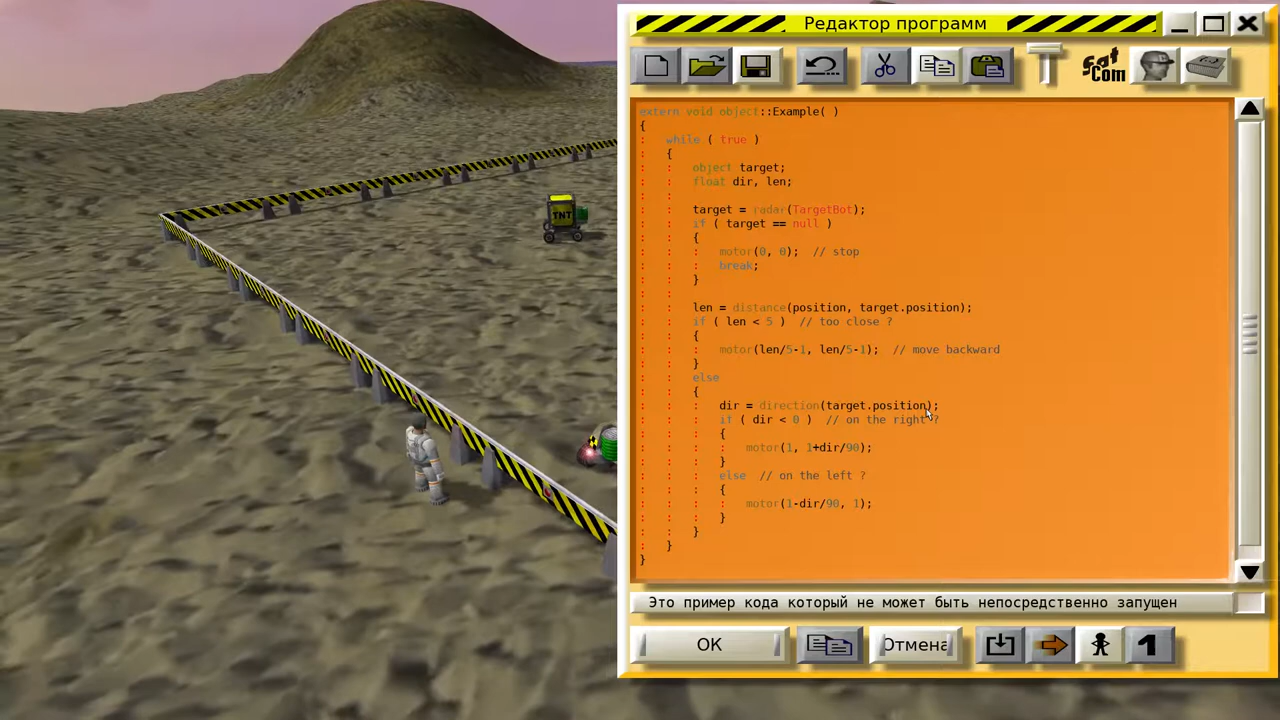 Редактор программ
Sat
Com
extern void object::Example( )
{
while ( true )
{
object target;
float dir, len;
target = radar(TargetBot);
if ( target == null )
{
motor(0, 0);  // stop
break;
}
len = distance(position, target.position);
if ( len < 5 )  // too close ?
{
motor(len/5-1, len/5-1);  // move backward
}
else
{
dir = direction(target.position);
if ( dir < 0 )  // on the right ?
{
motor(1, 1+dir/90);
}
else  // on the left ?
{
motor(1-dir/90, 1);
}
}
}
}
TNT
Это пример кода который не может быть непосредственно запущен
OK
Отмена
1